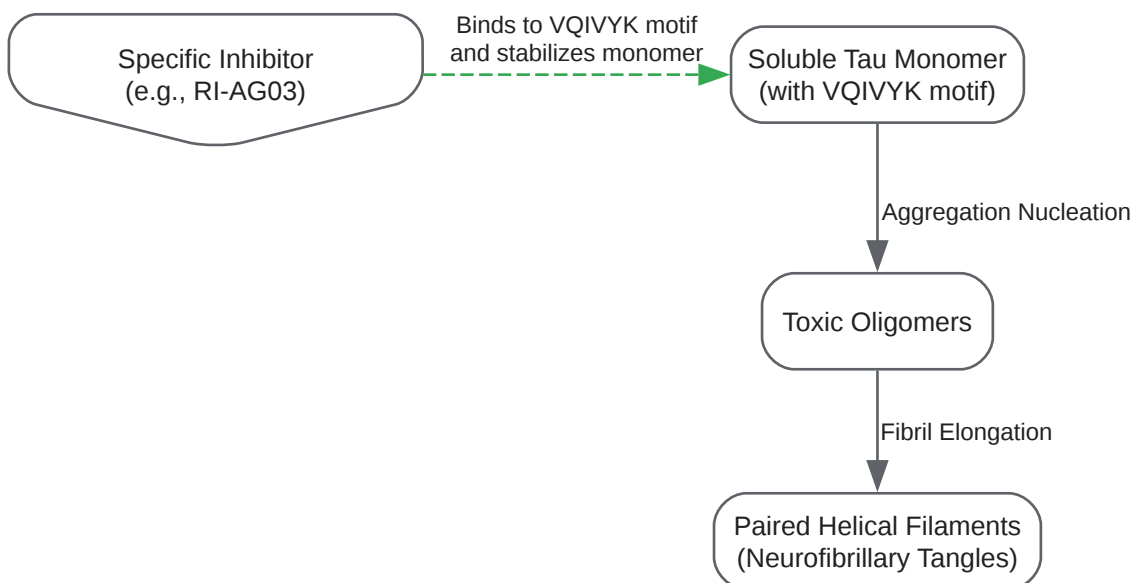 Specific Inhibitor
(e.g., RI-AG03)
Binds to VQIVYK motif
and stabilizes monomer
Soluble Tau Monomer
(with VQIVYK motif)
Aggregation Nucleation
Toxic Oligomers
Fibril Elongation
Paired Helical Filaments
(Neurofibrillary Tangles)